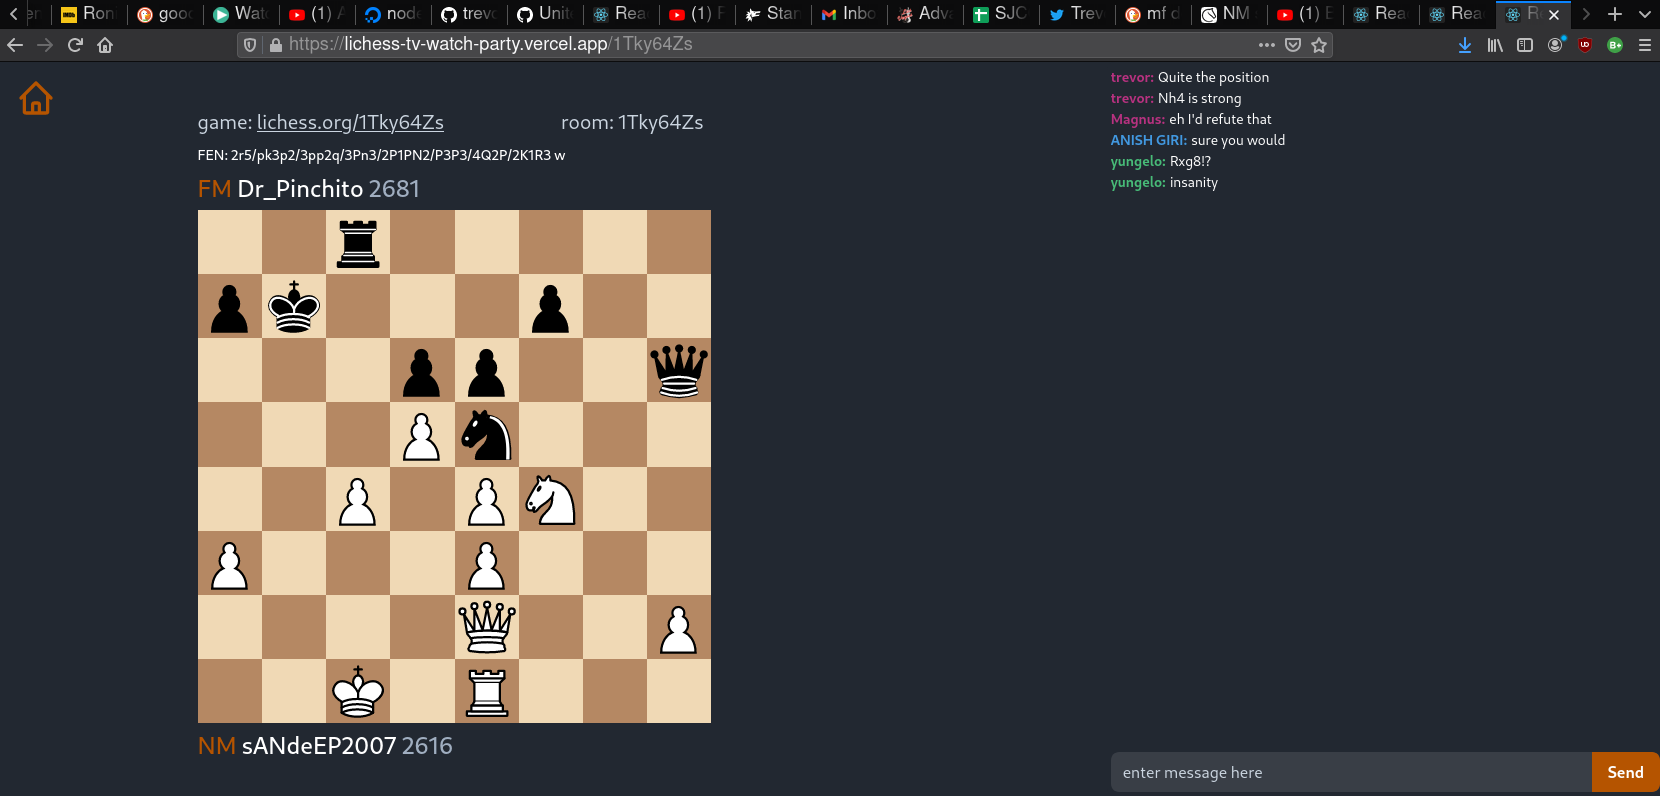 Ron
goo
Wat
(1) A
node
trev
Unit
Rea
(1) F
Star
Inbo
Adva
SJC
Trev
mf d
NM
(1) E
Rea
Rea
https://lichess-tv-watch-party.vercel.app/1Tky64Zs
game: lichess.org/1Tky64Zs room: 1Tky64Zs
FEN: 2r5/pk3p2/3pp2q/3Pn3/2P1PN2/P3P3/4Q2P/2K1R3 w
FM Dr_Pinchito 2681
NM sANdeEP2007 2616
trevor: Quite the position
trevor: Nh4 is strong
Magnus: eh I'd refute that
ANISH GIRI: sure you would
yungelo: Rxg8!?
yungelo: insanity
enter message here
Send